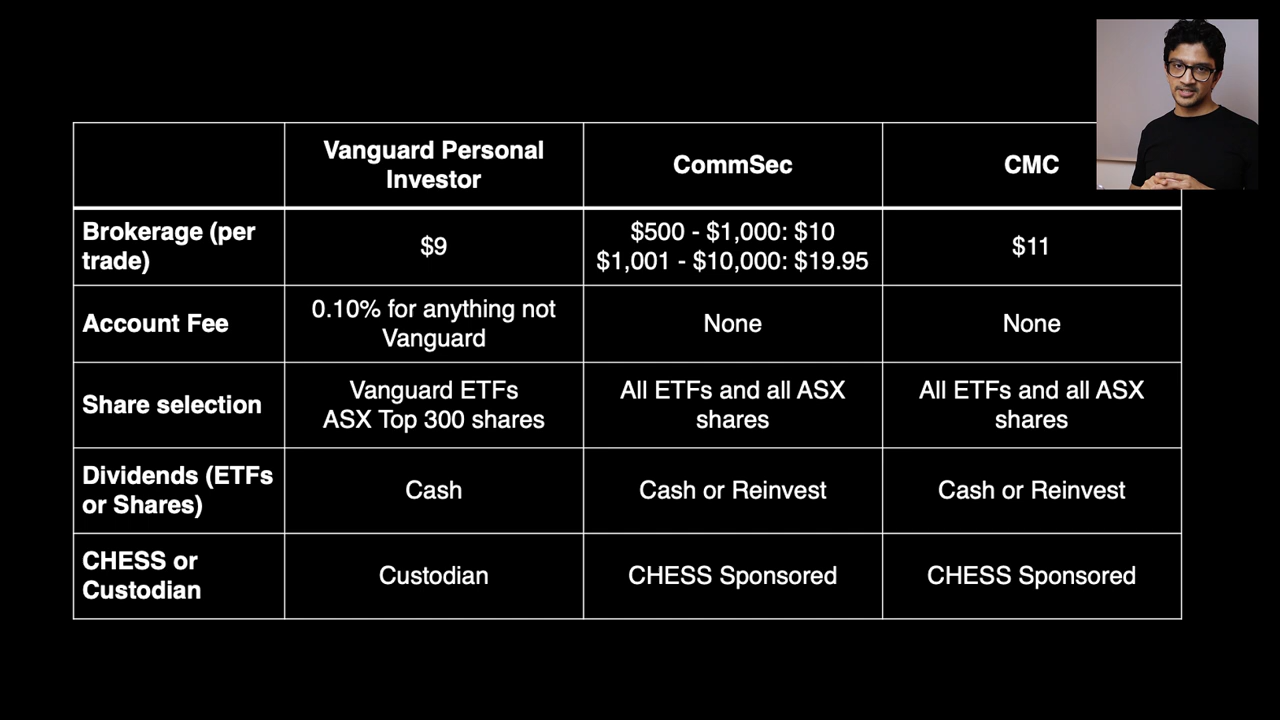 Vanguard Personal
Investor
CommSec
CMC
Brokerage (per
trade)
$9
$500 - $1,000: $10
$1,001 - $10,000: $19.95
$11
Account Fee
0.10% for anything not
Vanguard
None
None
Share selection
Vanguard ETFs
ASX Top 300 shares
All ETFs and all ASX
shares
All ETFs and all ASX
shares
Dividends (ETFs
or Shares)
Cash
Cash or Reinvest
Cash or Reinvest
CHESS or
Custodian
Custodian
CHESS Sponsored
CHESS Sponsored